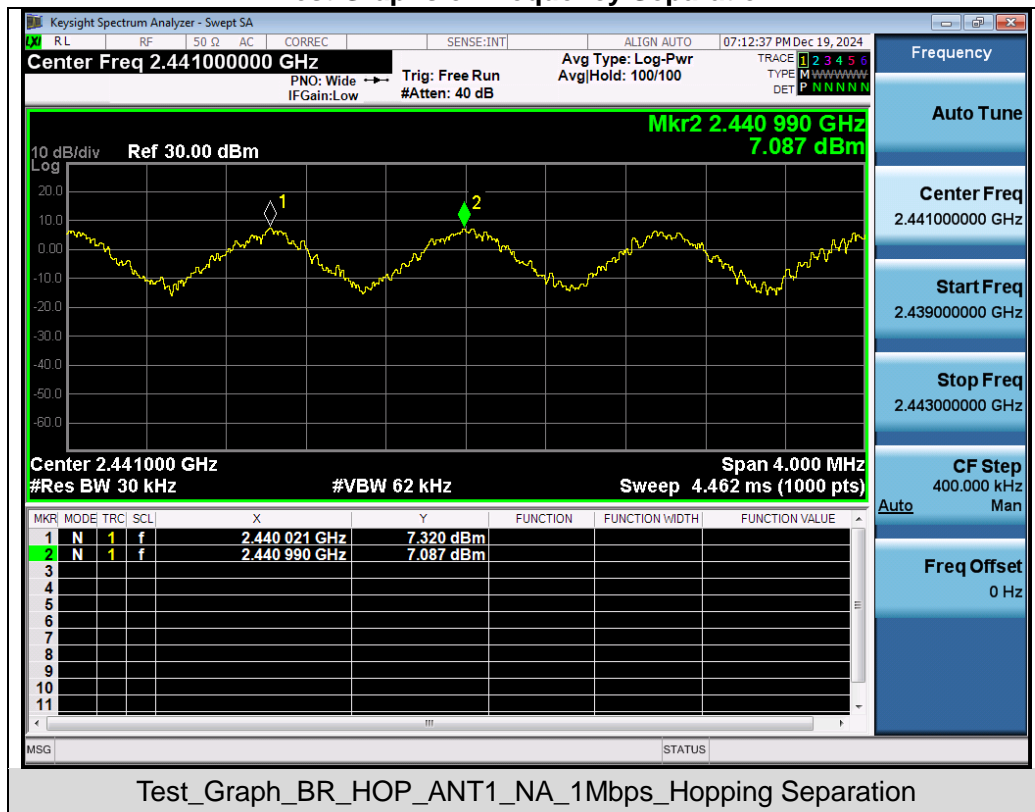 Test Graphs of Frequency Separation
Keysight Spectrum Analyzer - Swept SA
LXI RL RF 50 Ω AC CORREC SENSE:INT ALIGN AUTO 07:12:37 PM Dec 19, 2024
Center Freq 2.441000000 GHz
PNO: Wide
IFGain:Low
Trig: Free Run
#Atten: 40 dB
Avg Type: Log-Pwr
Avg|Hold: 100/100
TRACE 1 2 3 4 5 6
TYPE M WWWWW
DET P N N N N N
Mkr2 2.440 990 GHz
7.087 dBm
10 dB/div Ref 30.00 dBm
Log
20.0
10.0
0.00
-10.0
-20.0
-30.0
-40.0
-50.0
-60.0
1
2
Center 2.441000 GHz Span 4.000 MHz
#Res BW 30 kHz #VBW 62 kHz Sweep 4.462 ms (1000 pts)
MKR MODE TRC SCL X Y FUNCTION FUNCTION WIDTH FUNCTION VALUE
1 N 1 f 2.440 021 GHz 7.320 dBm
2 N 1 f 2.440 990 GHz 7.087 dBm
3
4
5
6
7
8
9
10
11
MSG STATUS
Frequency
Auto Tune
Center Freq
2.441000000 GHz
Start Freq
2.439000000 GHz
Stop Freq
2.443000000 GHz
CF Step
400.000 kHz
Auto Man
Freq Offset
0 Hz
Test_Graph_BR_HOP_ANT1_NA_1Mbps_Hopping Separation